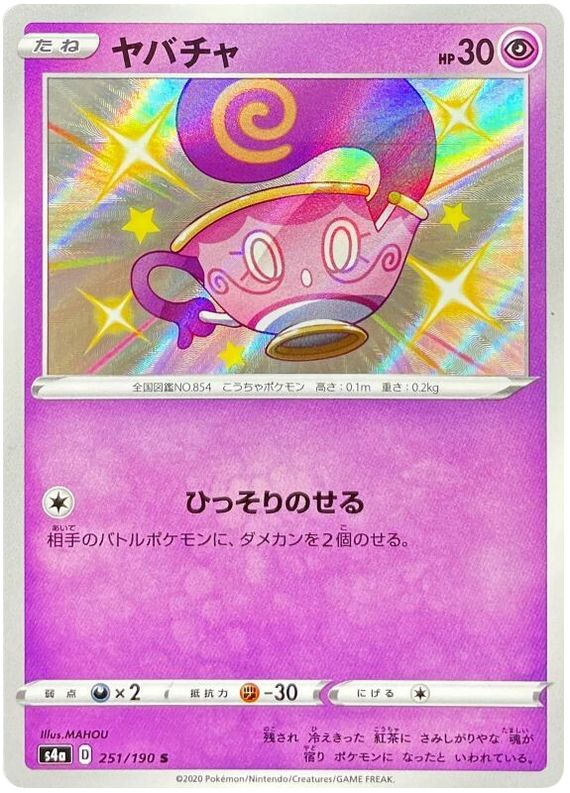 たね ヤバチャ HP30
全国図鑑NO.854 こうちゃポケモン 高さ:0.1m 重さ:0.2kg
ひっそりのせる
相手のバトルポケモンに、ダメカンを2個のせる。
弱点 ×2 抵抗力 -30 にげる
Illus.MAHOU
残され 冷えきった 紅茶に さみしがりやな 魂が
宿り ポケモンに なったと いわれている。
s4a D 251/190 S
©2020 Pokémon/Nintendo/Creatures/GAME FREAK.